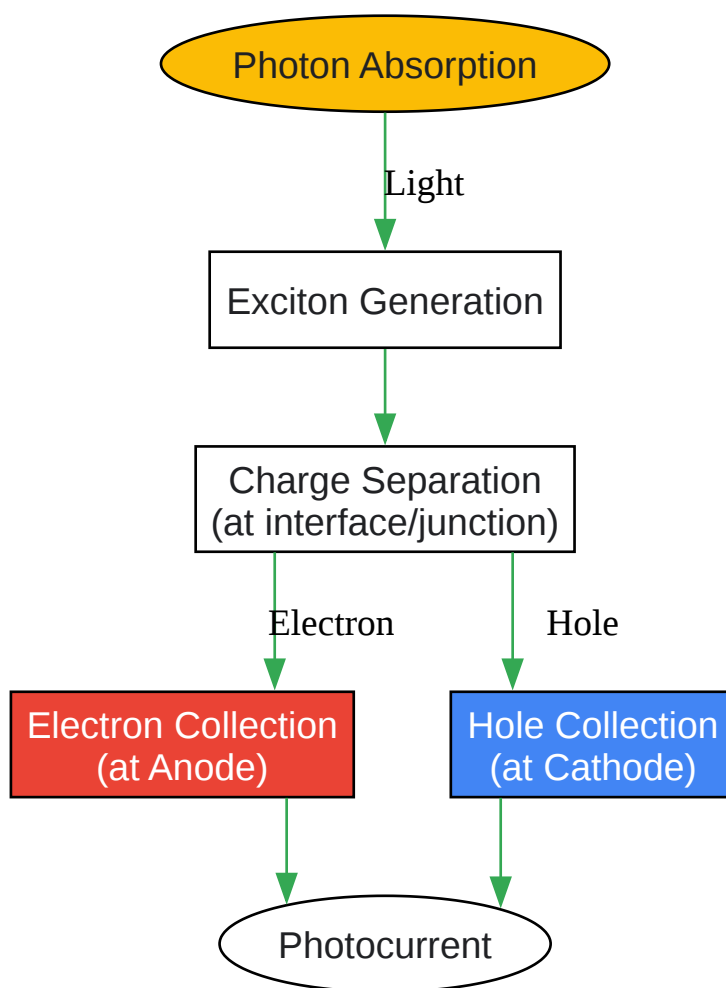 Photon Absorption
Light
Exciton Generation
Charge Separation
(at interface/junction)
Electron
Hole
Electron Collection
(at Anode)
Hole Collection
(at Cathode)
Photocurrent